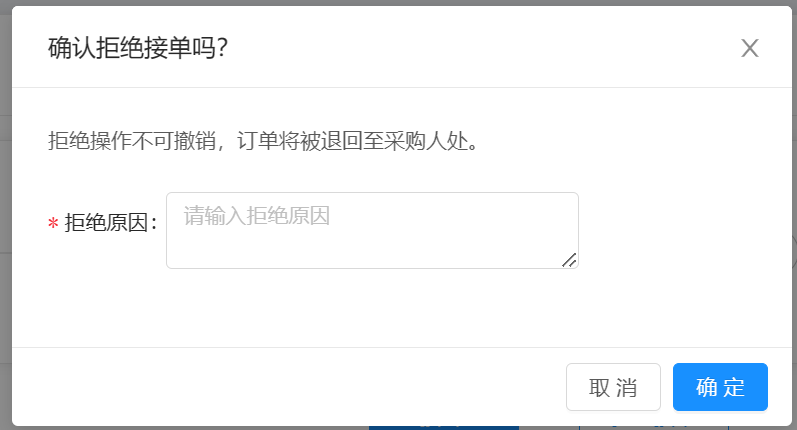 确认拒绝接单吗？
拒绝操作不可撤销，订单将被退回至采购人处。
* 拒绝原因：
请输入拒绝原因
取 消
确 定